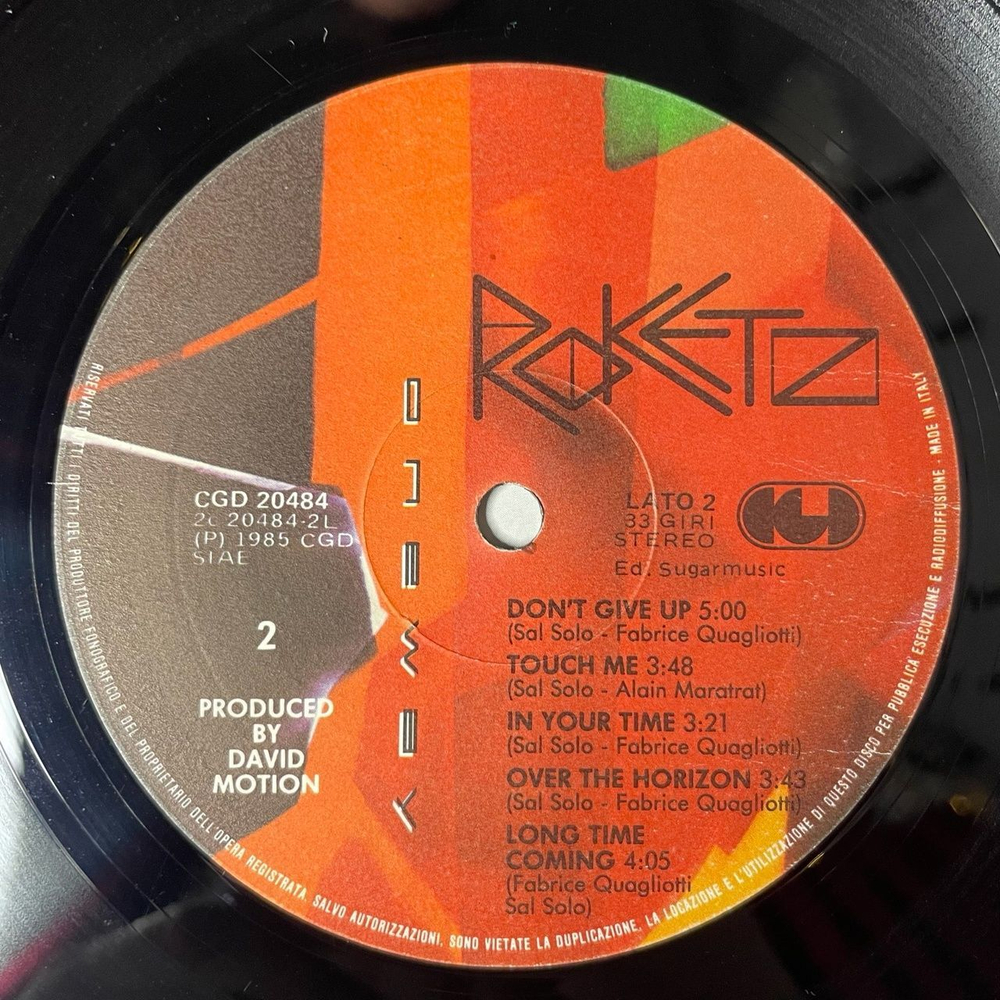 ROKETZ
ONE WAY
CGD 20484
2c 20484-2L
(P) 1985 CGD
SIAE
2
PRODUCED
BY
DAVID
MOTION
LATO 2
33 GIRI
STEREO
CGD
Ed. Sugarmusic
DON'T GIVE UP 5:00
(Sal Solo - Fabrice Quagliotti)
TOUCH ME 3:48
(Sal Solo - Alain Maratrat)
IN YOUR TIME 3:21
(Sal Solo - Fabrice Quagliotti)
OVER THE HORIZON 3:43
(Sal Solo - Fabrice Quagliotti)
LONG TIME
COMING 4:05
(Fabrice Quagliotti
Sal Solo)
RISERVATI TUTTI I DIRITTI DEL PRODUTTORE FONOGRAFICO E DEL PROPRIETARIO DELL'OPERA REGISTRATA. SALVO AUTORIZZAZIONI, SONO VIETATE LA DUPLICAZIONE, LA LOCAZIONE E L'UTILIZZAZIONE DI QUESTO DISCO PER PUBBLICA ESECUZIONE E RADIODIFFUSIONE MADE IN ITALY